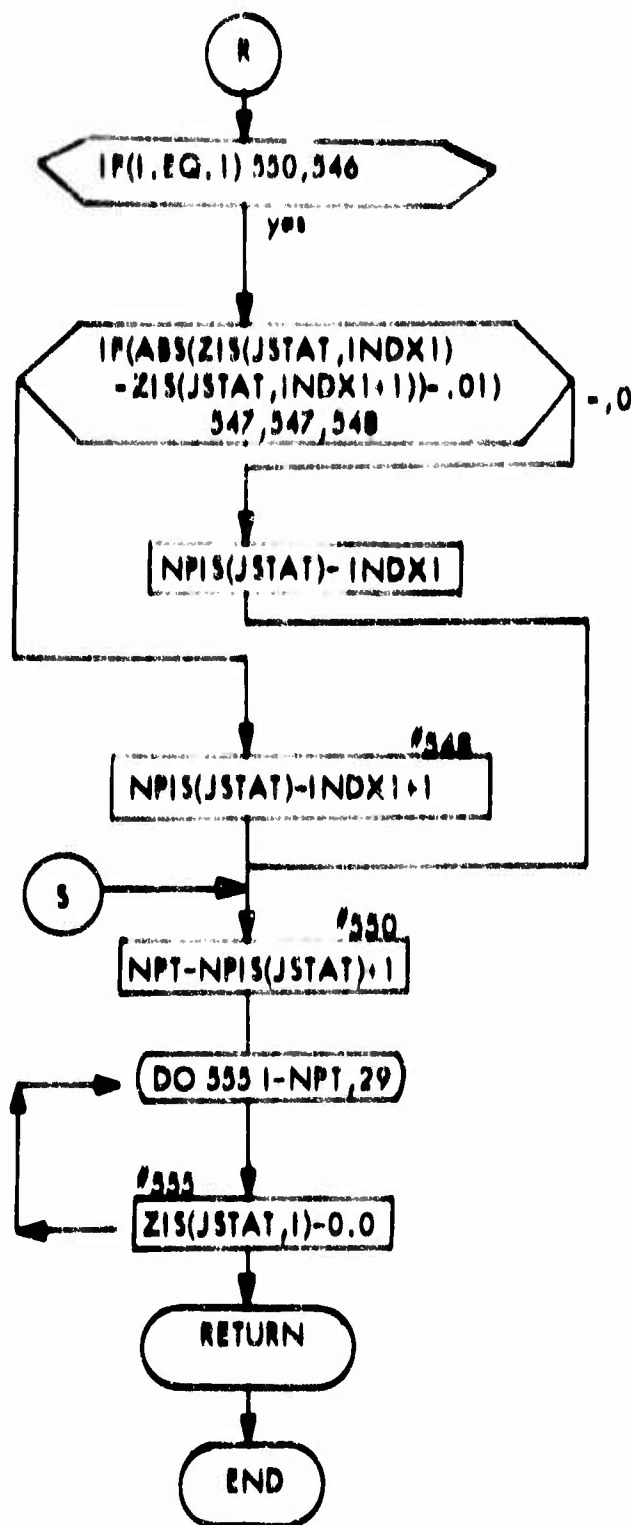 R
IF(I.EQ.1) 550,546
yes
IF(ABS(ZIS(JSTAT,INDX1)
-ZIS(JSTAT,INDX1+1))-.01)
547,547,548
-,0
NPIS(JSTAT)=INDX1
#548
NPIS(JSTAT)=INDX1+1
S
#550
NPT=NPIS(JSTAT)+1
DO 555 I=NPT,29
#555
ZIS(JSTAT,I)=0.0
RETURN
END